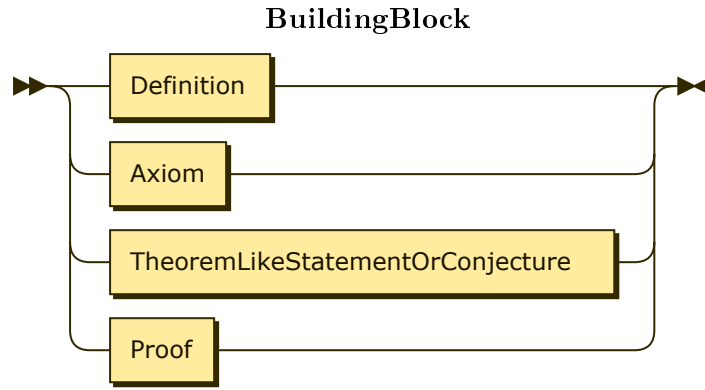 BuildingBlock
Definition
Axiom
TheoremLikeStatementOrConjecture
Proof